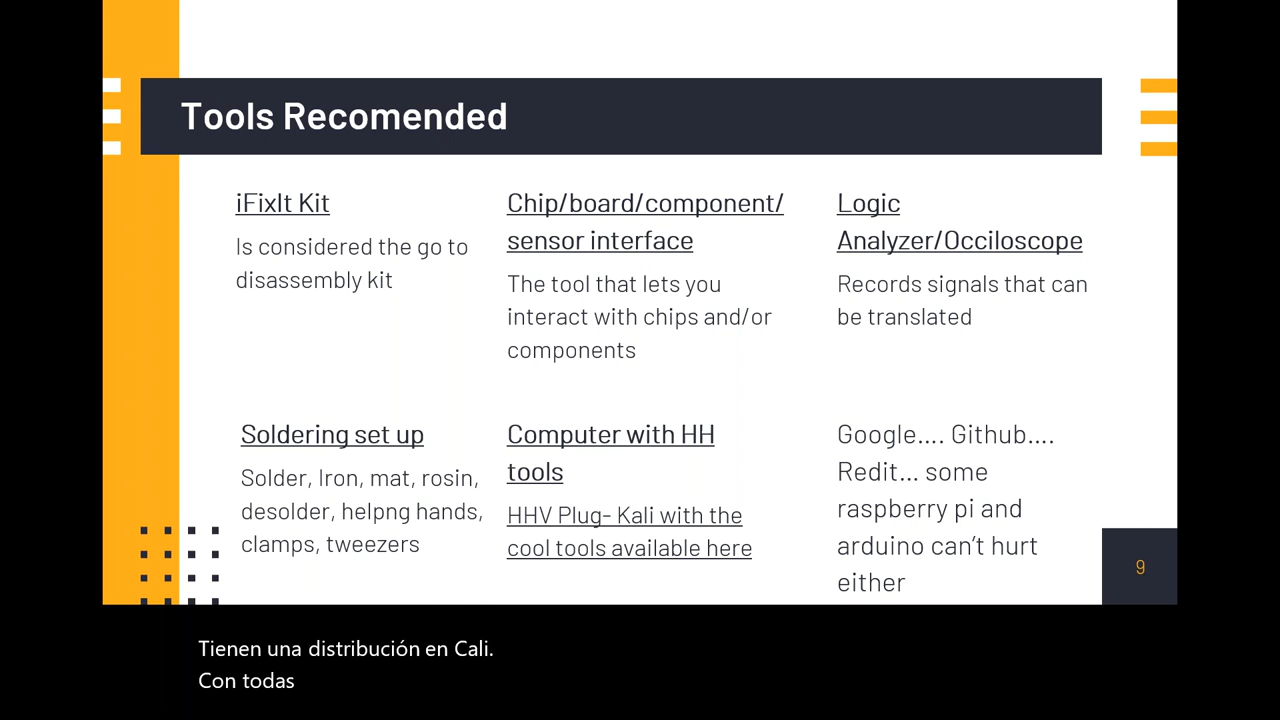 Tools Recomended
iFixIt Kit
Is considered the go to
disassembly kit
Chip/board/component/
sensor interface
The tool that lets you
interact with chips and/or
components
Logic
Analyzer/Occiloscope
Records signals that can
be translated
Soldering set up
Solder, Iron, mat, rosin,
desolder, helpng hands,
clamps, tweezers
Computer with HH
tools
HHV Plug- Kali with the
cool tools available here
Google.... Github....
Redit... some
raspberry pi and
arduino can't hurt
either
9
Tienen una distribución en Cali.
Con todas